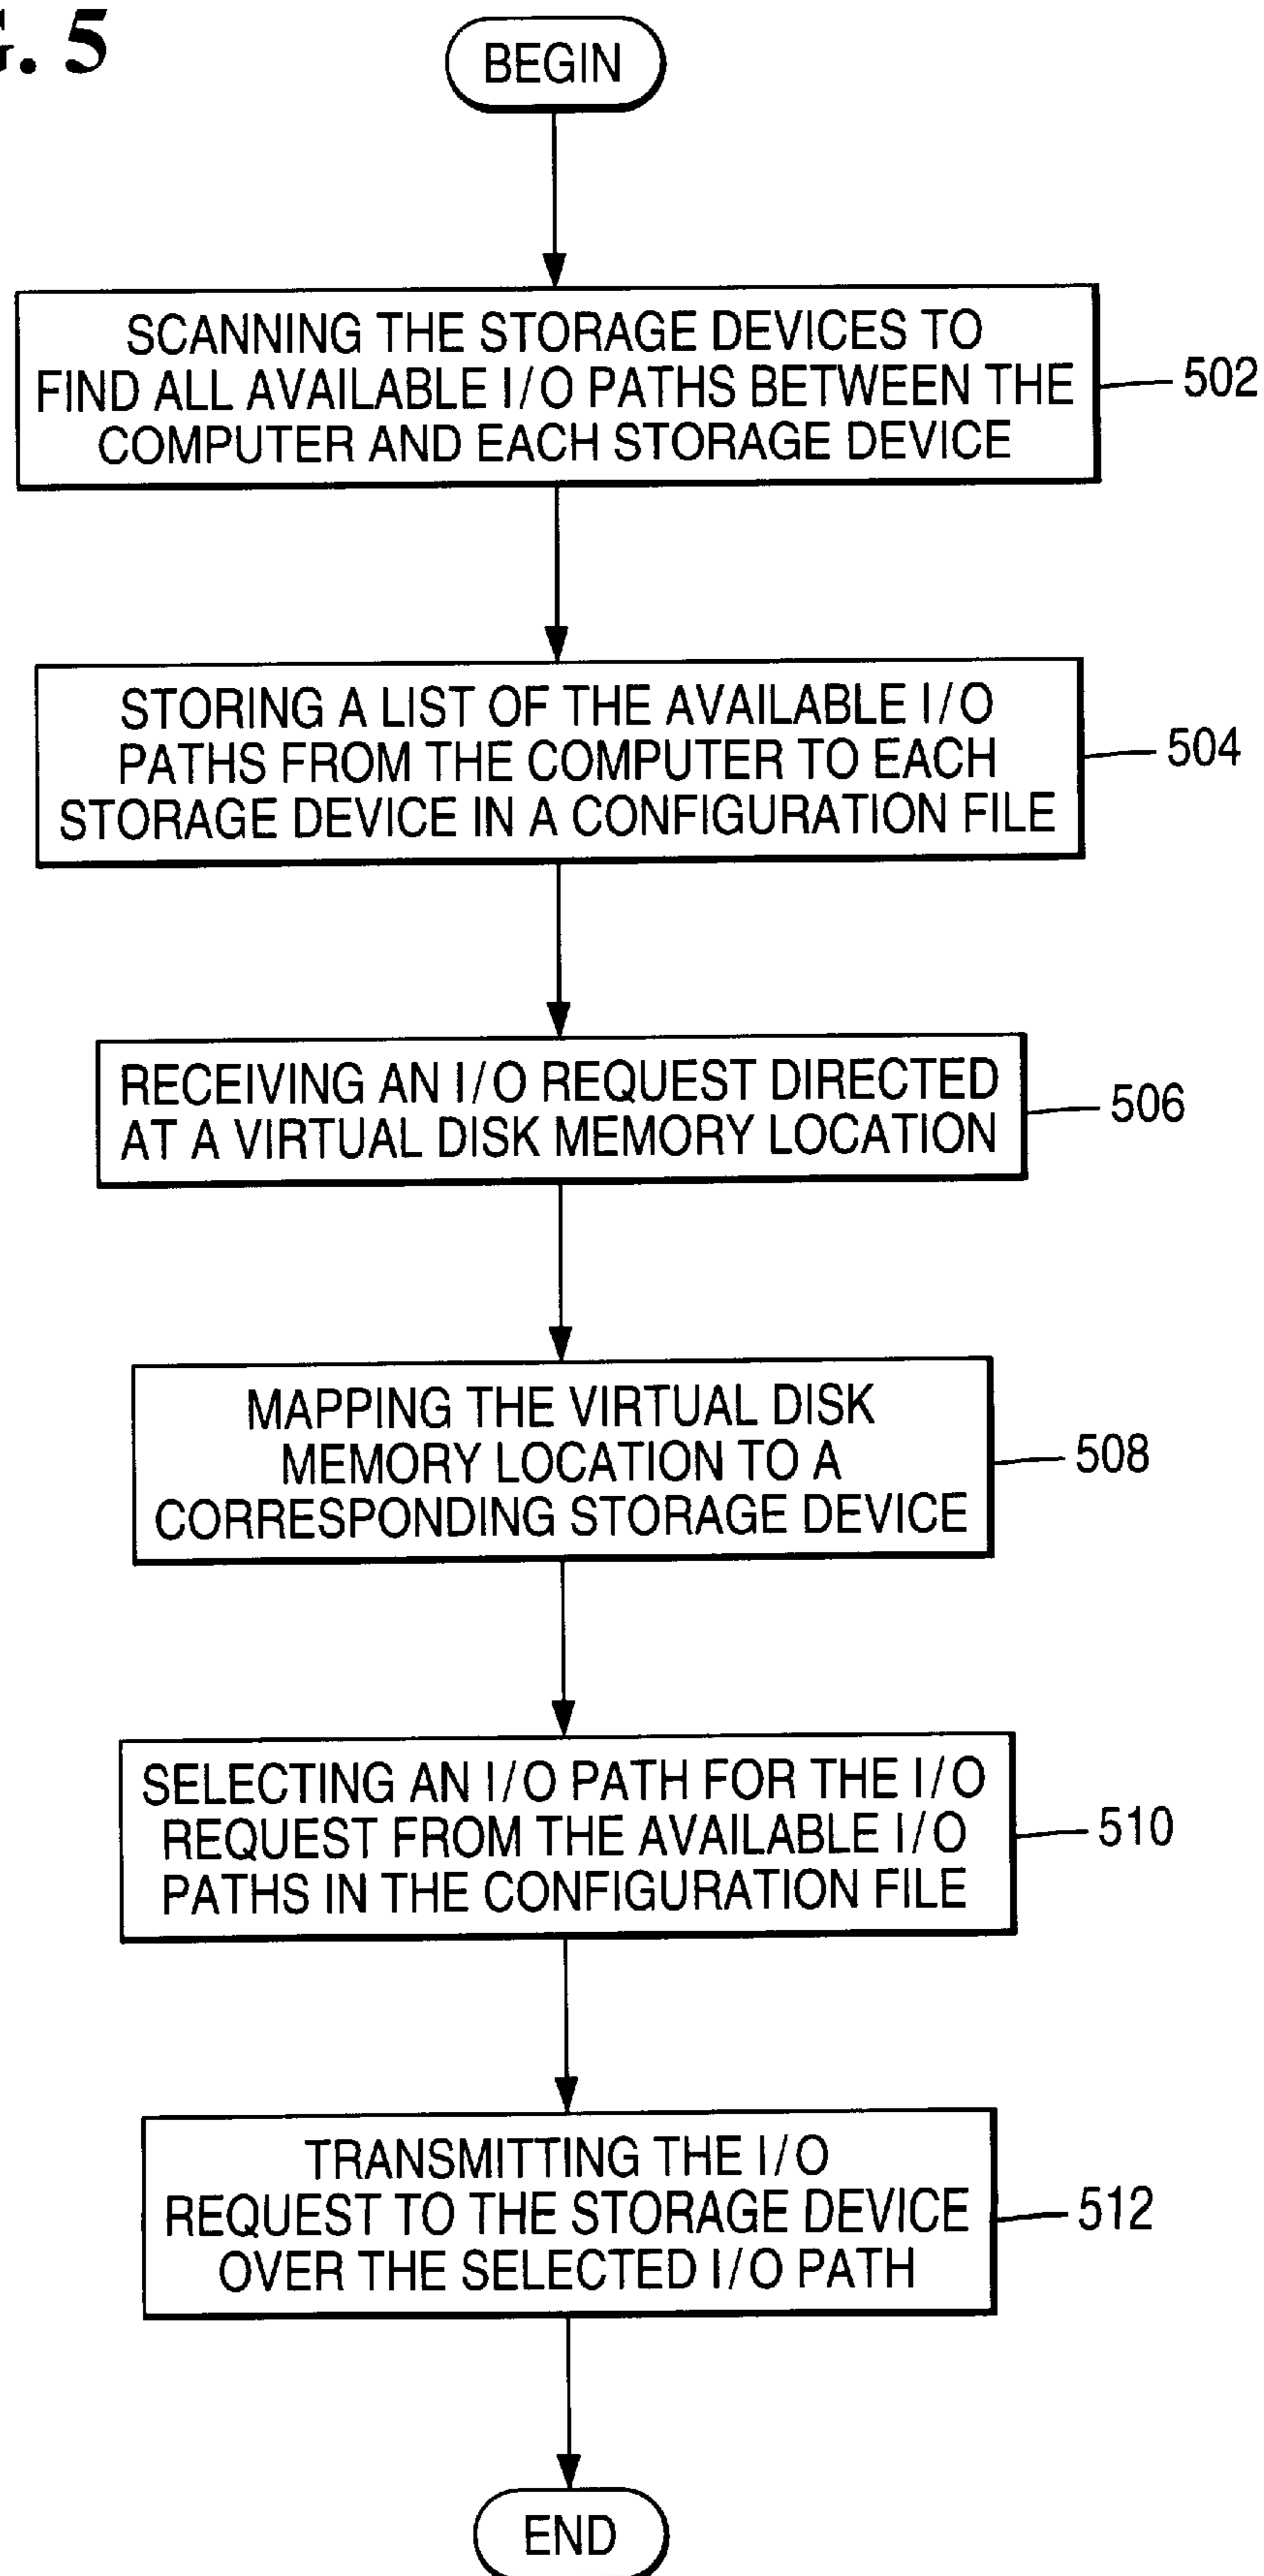 G. 5
BEGIN
SCANNING THE STORAGE DEVICES TO
FIND ALL AVAILABLE I/O PATHS BETWEEN THE
COMPUTER AND EACH STORAGE DEVICE
502
STORING A LIST OF THE AVAILABLE I/O
PATHS FROM THE COMPUTER TO EACH
STORAGE DEVICE IN A CONFIGURATION FILE
504
RECEIVING AN I/O REQUEST DIRECTED
AT A VIRTUAL DISK MEMORY LOCATION
506
MAPPING THE VIRTUAL DISK
MEMORY LOCATION TO A
CORRESPONDING STORAGE DEVICE
508
SELECTING AN I/O PATH FOR THE I/O
REQUEST FROM THE AVAILABLE I/O
PATHS IN THE CONFIGURATION FILE
510
TRANSMITTING THE I/O
REQUEST TO THE STORAGE DEVICE
OVER THE SELECTED I/O PATH
512
END